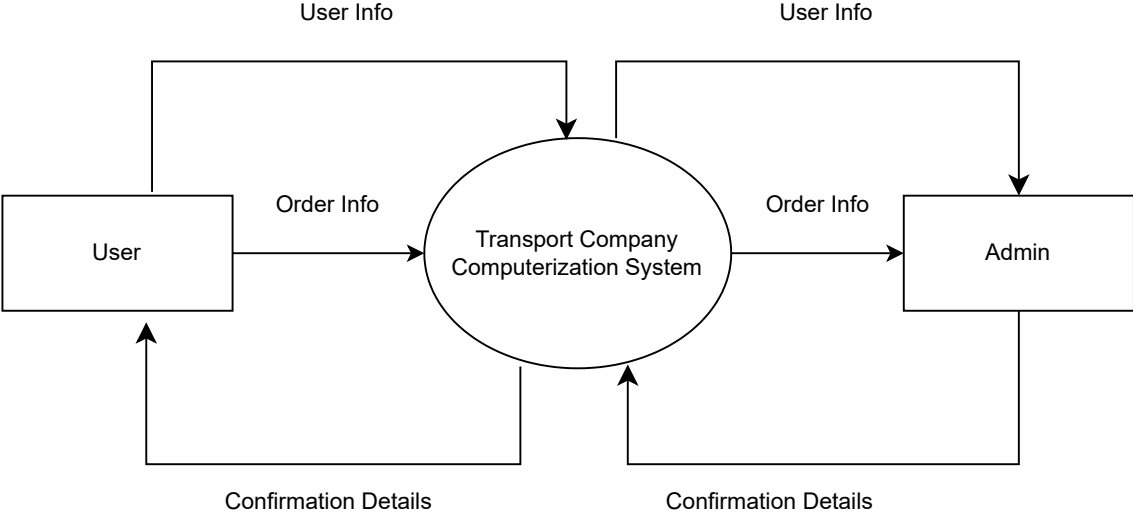 User Info
User Info
Order Info
Order Info
User
Transport Company
Computerization System
Admin
Confirmation Details
Confirmation Details